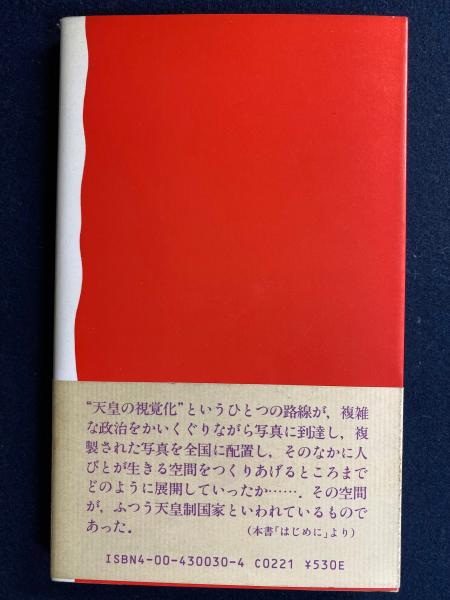 “天皇の視覚化”というひとつの路線が，複雑
な政治をかいくぐりながら写真に到達し，複
製された写真を全国に配置し，そのなかに人
びとが生きる空間をつくりあげるところまで
どのように展開していったか……．その空間
が，ふつう天皇制国家といわれているもので
あった．
（本書「はじめに」より）
ISBN4-00-430030-4 C0221 ¥530E